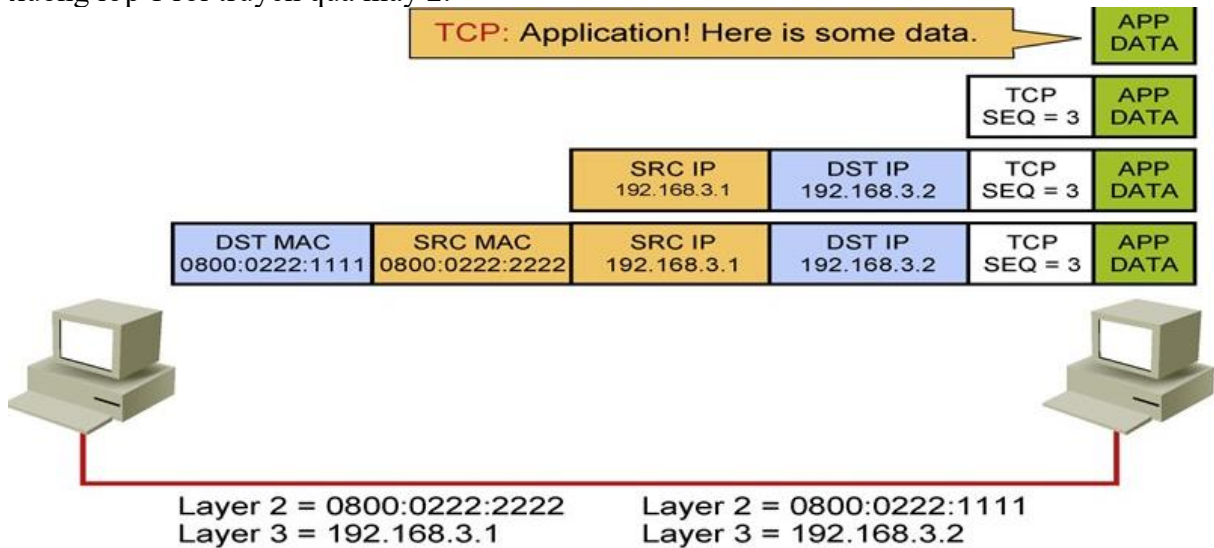 TCP: Application! Here is some data.
APP
DATA
TCP
SEQ = 3
APP
DATA
SRC IP
192.168.3.1
DST IP
192.168.3.2
TCP
SEQ = 3
APP
DATA
DST MAC
0800:0222:1111
SRC MAC
0800:0222:2222
SRC IP
192.168.3.1
DST IP
192.168.3.2
TCP
SEQ = 3
APP
DATA
Layer 2 = 0800:0222:2222
Layer 3 = 192.168.3.1
Layer 2 = 0800:0222:1111
Layer 3 = 192.168.3.2